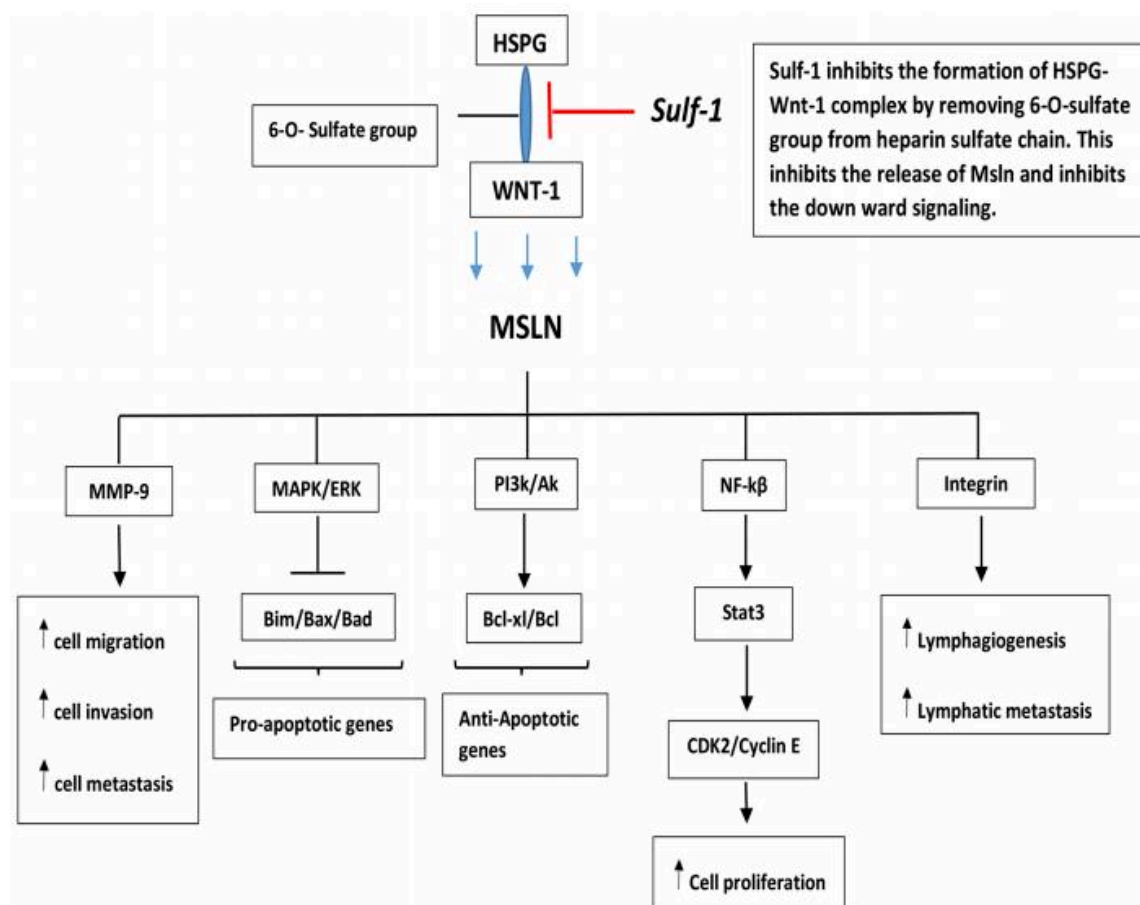 HSPG
Sulf-1 inhibits the formation of HSPG-
Wnt-1 complex by removing 6-O-sulfate
group from heparin sulfate chain. This
inhibits the release of Msln and inhibits
the down ward signaling.
6-O- Sulfate group
Sulf-1
WNT-1
MSLN
MMP-9
MAPK/ERK
PI3k/Ak
NF-kβ
Integrin
cell migration
cell invasion
cell metastasis
Bim/Bax/Bad
Pro-apoptotic genes
Bcl-xl/Bcl
Anti-Apoptotic
genes
Stat3
CDK2/Cyclin E
Cell proliferation
Lymphagiogenesis
Lymphatic metastasis